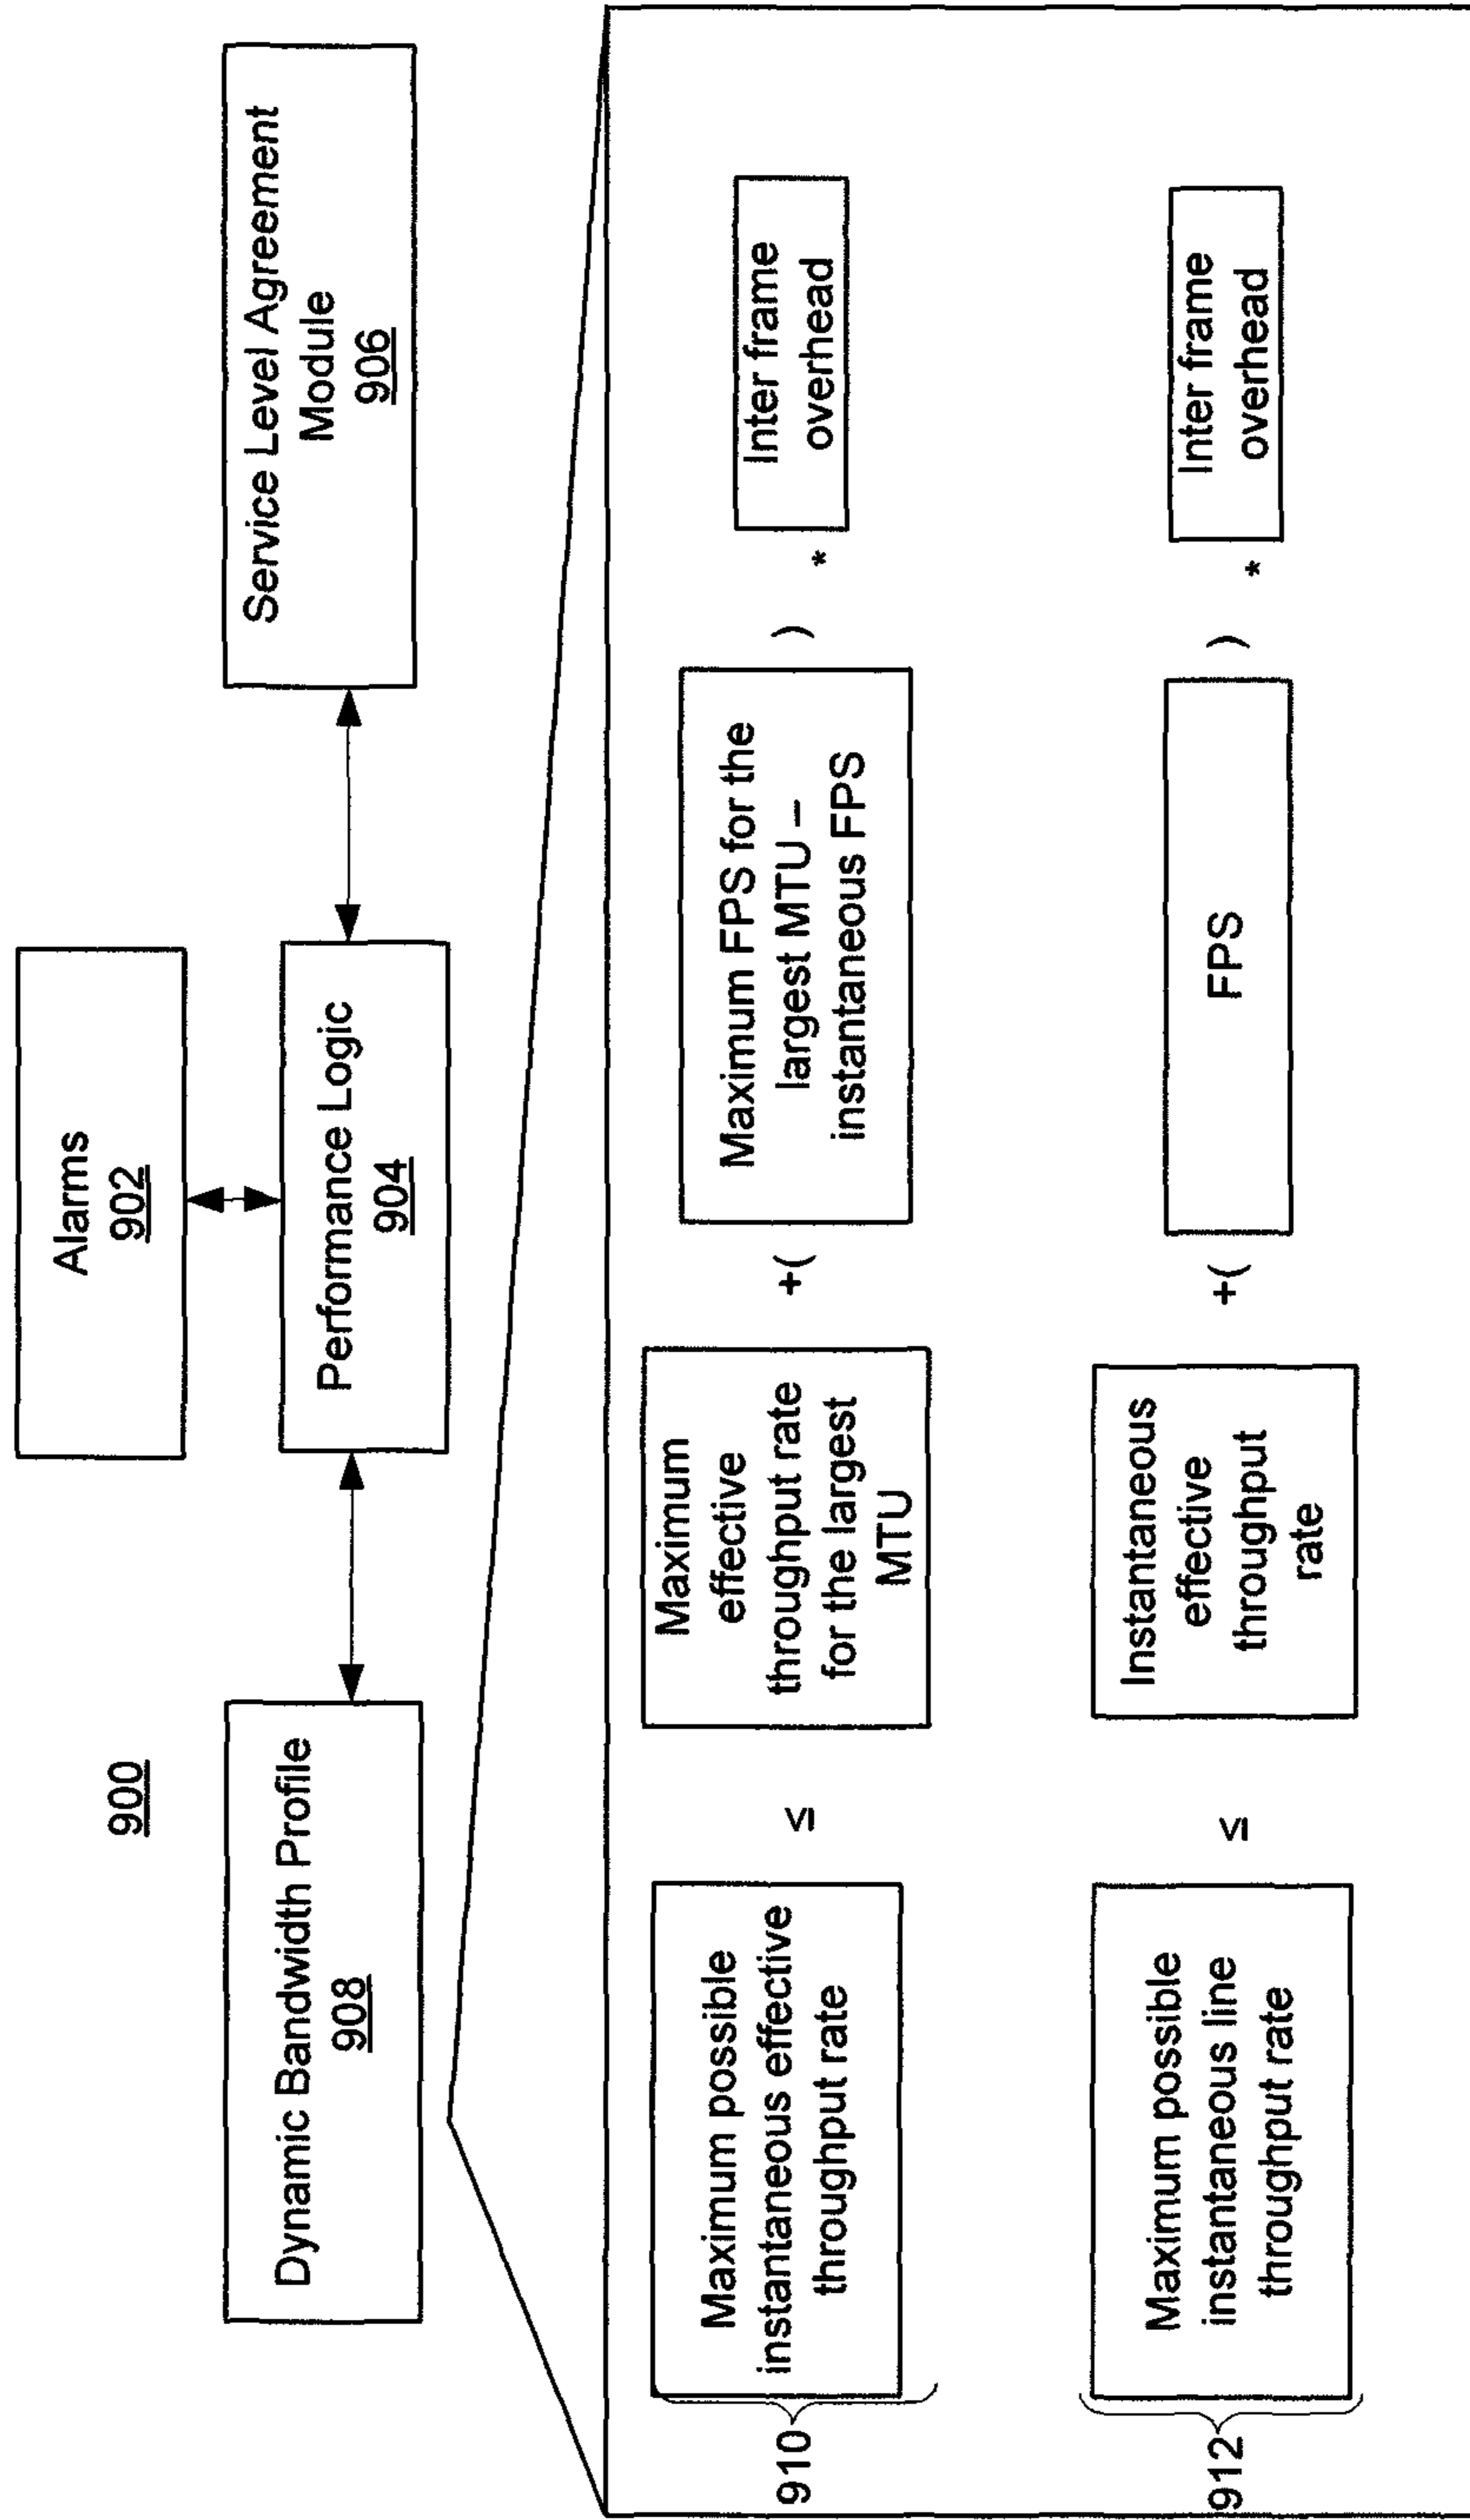 900
Alarms
902
Dynamic Bandwidth Profile
908
Performance Logic
904
Service Level Agreement
Module
906
910
Maximum possible
instantaneous effective
throughput rate
≤
Maximum
effective
throughput rate
for the largest
MTU
+(
Maximum FPS for the
largest MTU –
instantaneous FPS
)
*
Inter frame
overhead
912
Maximum possible
instantaneous line
throughput rate
≤
Instantaneous
effective
throughput
rate
+(
FPS
)
*
Inter frame
overhead